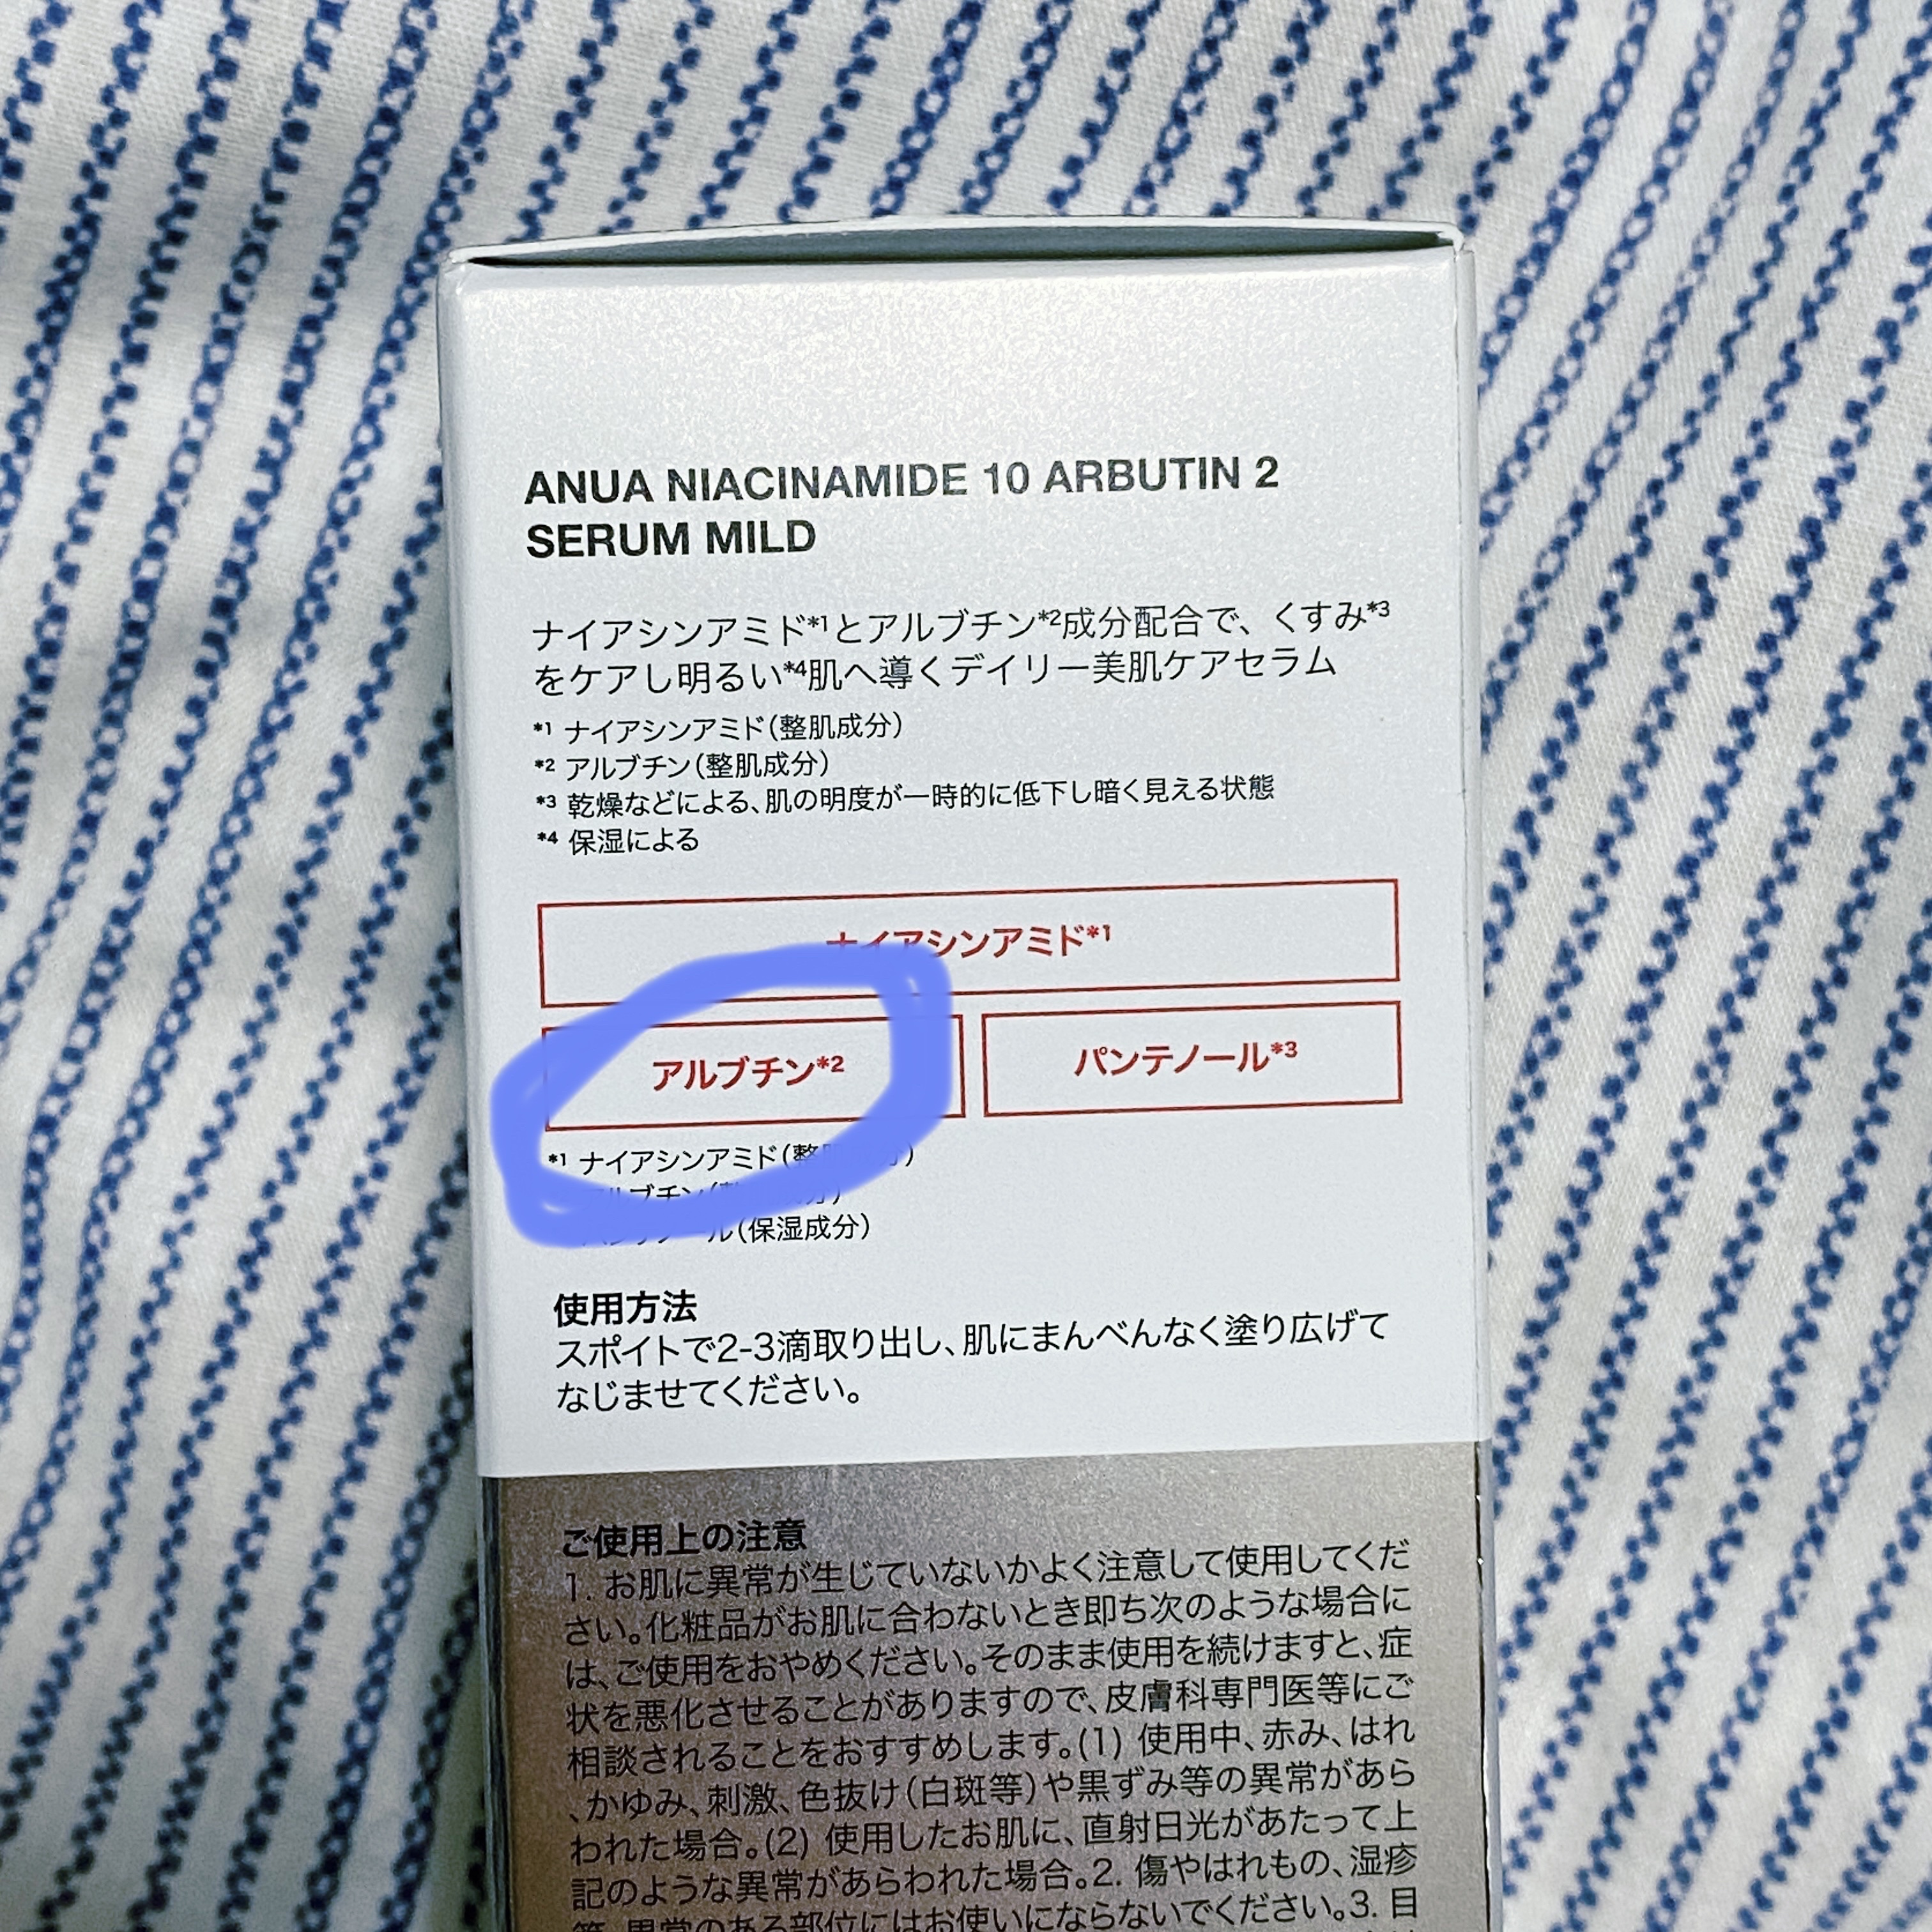 ANUA NIACINAMIDE 10 ARBUTIN 2
SERUM MILD
ナイアシンアミド*1とアルブチン*2成分配合で、くすみ*3
をケアし明るい*4肌へ導くデイリー美肌ケアセラム
*1 ナイアシンアミド(整肌成分)
*2 アルブチン(整肌成分)
*3 乾燥などによる、肌の明度が一時的に低下し暗く見える状態
*4 保湿による
ナイアシンアミド*1
アルブチン*2
パンテノール*3
*1 ナイアシンアミド(整
アルブチン(
ル(保湿成分)
使用方法
スポイトで2-3滴取り出し、肌にまんべんなく塗り広げて
なじませてください。
ご使用上の注意
1. お肌に異常が生じていないかよく注意して使用してくだ
さい。化粧品がお肌に合わないとき即ち次のような場合に
は、ご使用をおやめください。そのまま使用を続けますと、症
状を悪化させることがありますので、皮膚科専門医等にご
相談されることをおすすめします。(1) 使用中、赤み、はれ
、かゆみ、刺激、色抜け(白斑等)や黒ずみ等の異常があら
われた場合。(2) 使用したお肌に、直射日光があたって上
記のような異常があらわれた場合。2. 傷やはれもの、湿疹
等、異常のある部位にはお使いにならないでください。3. 目